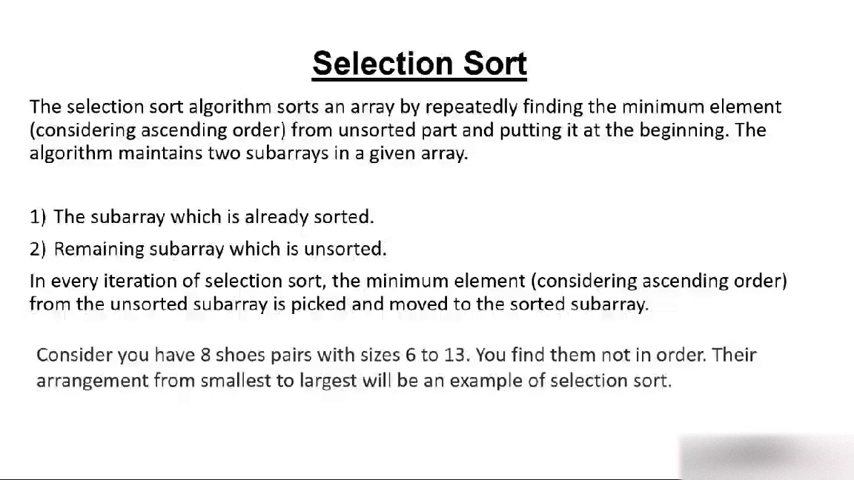 Selection Sort
The selection sort algorithm sorts an array by repeatedly finding the minimum element
(considering ascending order) from unsorted part and putting it at the beginning. The
algorithm maintains two subarrays in a given array.
1) The subarray which is already sorted.
2) Remaining subarray which is unsorted.
In every iteration of selection sort, the minimum element (considering ascending order)
from the unsorted subarray is picked and moved to the sorted subarray.
Consider you have 8 shoes pairs with sizes 6 to 13. You find them not in order. Their
arrangement from smallest to largest will be an example of selection sort.